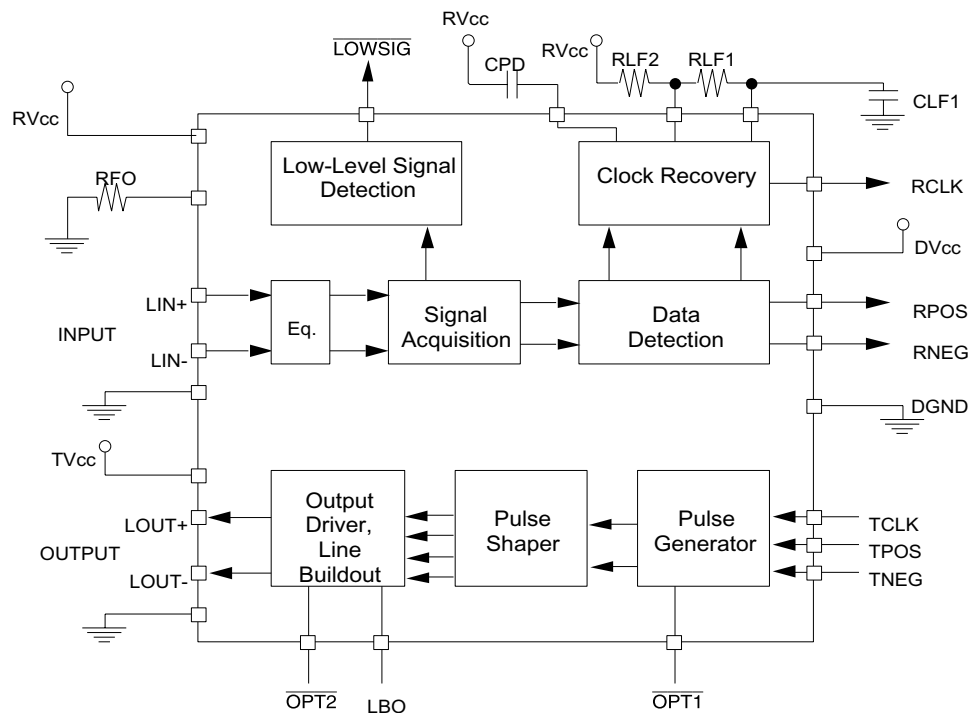 RVcc
LOWSIG
CPD
RVcc
RLF2
RLF1
CLF1
RVcc
RFO
Low-Level Signal
Detection
Clock Recovery
RCLK
DVcc
LIN+
INPUT
LIN-
Eq.
Signal
Acquisition
Data
Detection
RPOS
RNEG
DGND
TVcc
LOUT+
OUTPUT
LOUT-
Output
Driver,
Line
Buildout
Pulse
Shaper
Pulse
Generator
TCLK
TPOS
TNEG
OPT2
LBO
OPT1